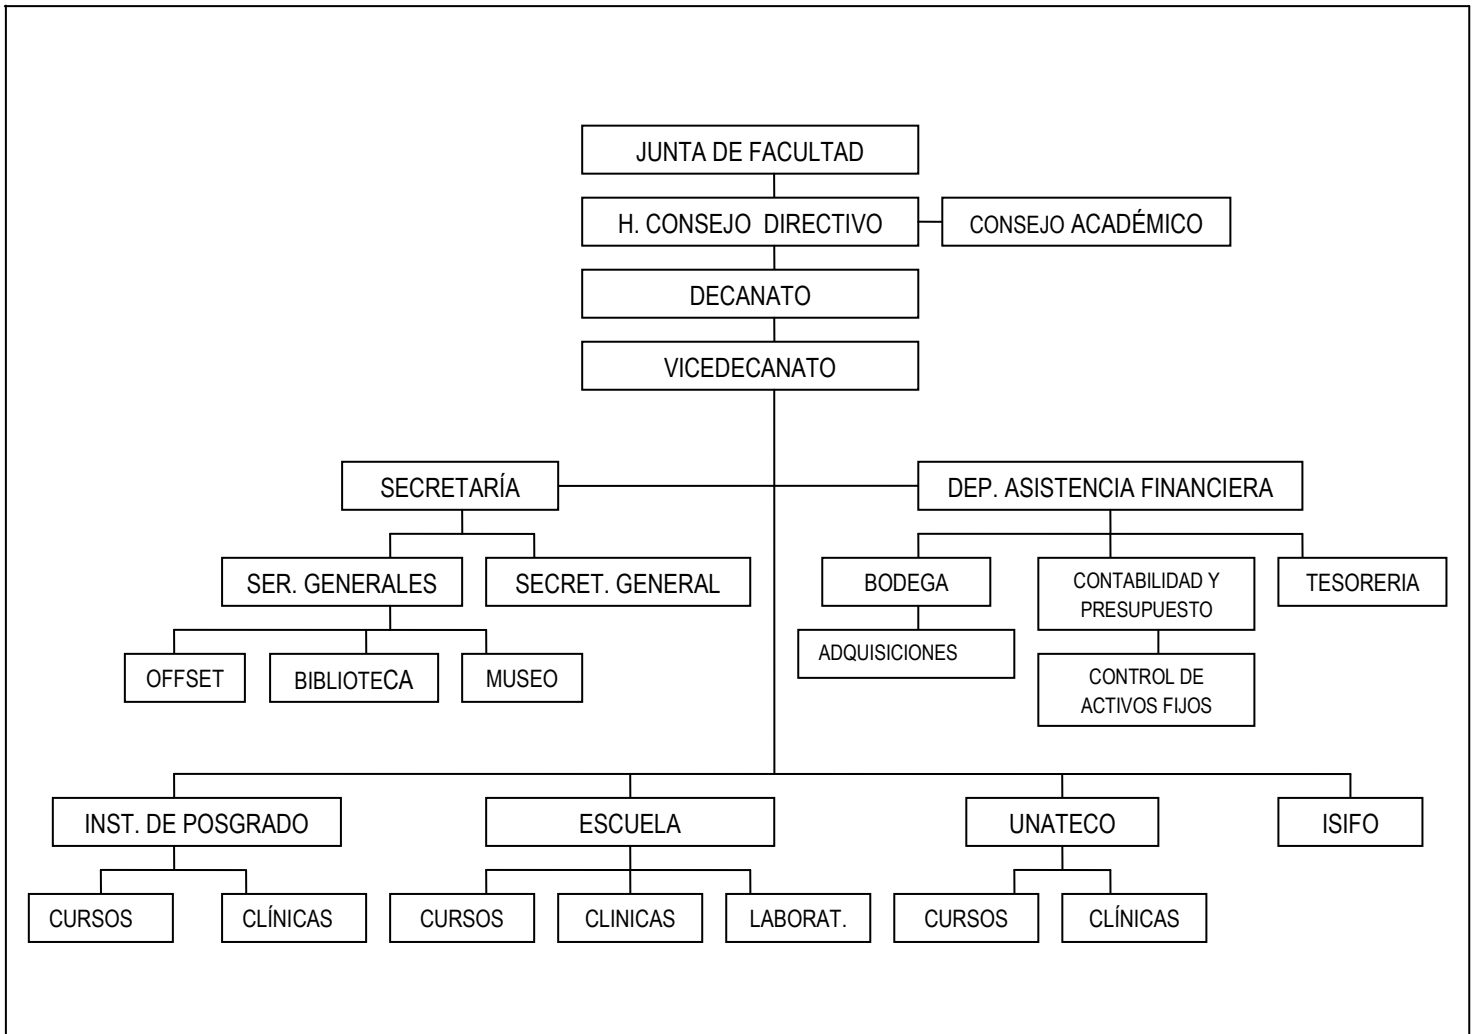 JUNTA DE FACULTAD
H. CONSEJO DIRECTIVO
CONSEJO ACADÉMICO
DECANATO
VICEDECANATO
SECRETARÍA
DEP. ASISTENCIA FINANCIERA
SER. GENERALES
SECRET. GENERAL
BODEGA
CONTABILIDAD Y
PRESUPUESTO
TESORERIA
OFFSET
BIBLIOTECA
MUSEO
ADQUISICIONES
CONTROL DE
ACTIVOS FIJOS
INST. DE POSGRADO
ESCUELA
UNATECO
ISIFO
CURSOS
CLÍNICAS
CURSOS
CLINICAS
LABORAT.
CURSOS
CLÍNICAS